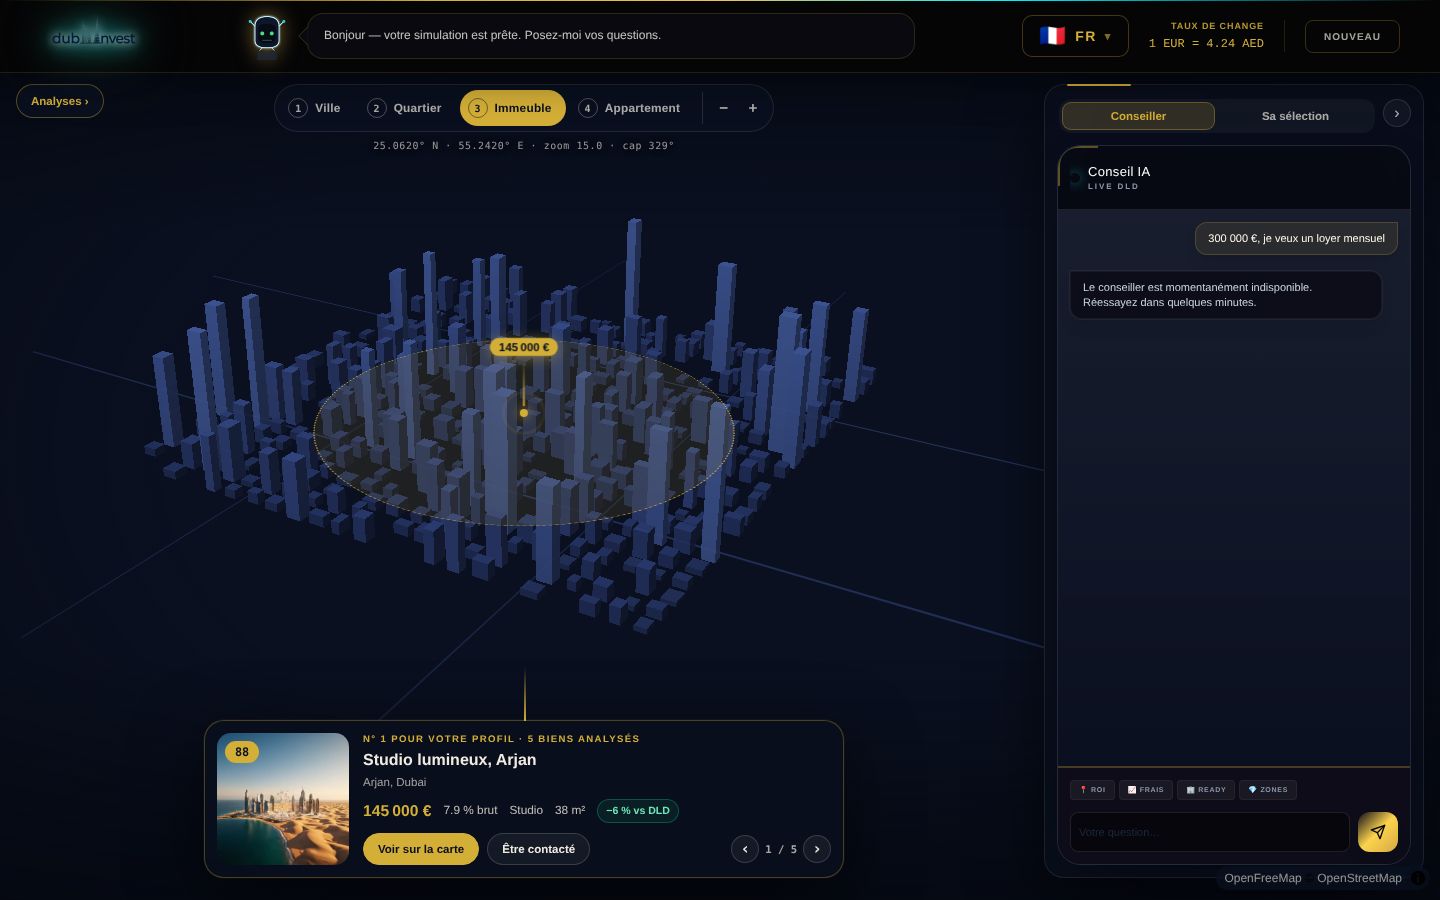 dub invest
Bonjour — votre simulation est prête. Posez-moi vos questions.
FR ▾
TAUX DE CHANGE
1 EUR = 4.24 AED
NOUVEAU
Analyses ›
1 Ville
2 Quartier
3 Immeuble
4 Appartement
− +
25.0620° N · 55.2420° E · zoom 15.0 · cap 329°
145 000 €
Conseiller
Sa sélection
›
Conseil IA
LIVE DLD
300 000 €, je veux un loyer mensuel
Le conseiller est momentanément indisponible.
Réessayez dans quelques minutes.
88
N° 1 POUR VOTRE PROFIL · 5 BIENS ANALYSÉS
Studio lumineux, Arjan
Arjan, Dubai
145 000 € 7.9 % brut Studio 38 m² −6 % vs DLD
Voir sur la carte
Être contacté
‹ 1 / 5 ›
📍 ROI
📈 FRAIS
🏢 READY
💎 ZONES
Votre question...
OpenFreeMap © OpenStreetMap